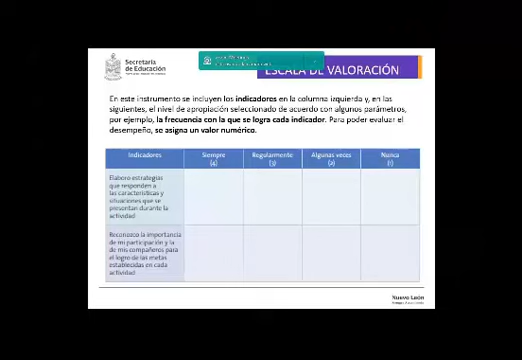 Secretaría
de Educación
ESCALA DE VALORACIÓN
En este instrumento se incluyen los indicadores en la columna izquierda y, en las
siguientes, el nivel de apropiación seleccionado de acuerdo con algunos parámetros,
por ejemplo, la frecuencia con la que se logra cada indicador. Para poder evaluar el
desempeño, se asigna un valor numérico.
Indicadores Siempre Regularmente Algunas veces Nunca
(4) (3) (2) (1)
Elaboro estrategias
que responden a
las características y
situaciones que se
presentan durante la
actividad
Reconozco la importancia
de mi participación y la
de mis compañeros para
el logro de las metas
establecidas en cada
actividad
Nuevo León